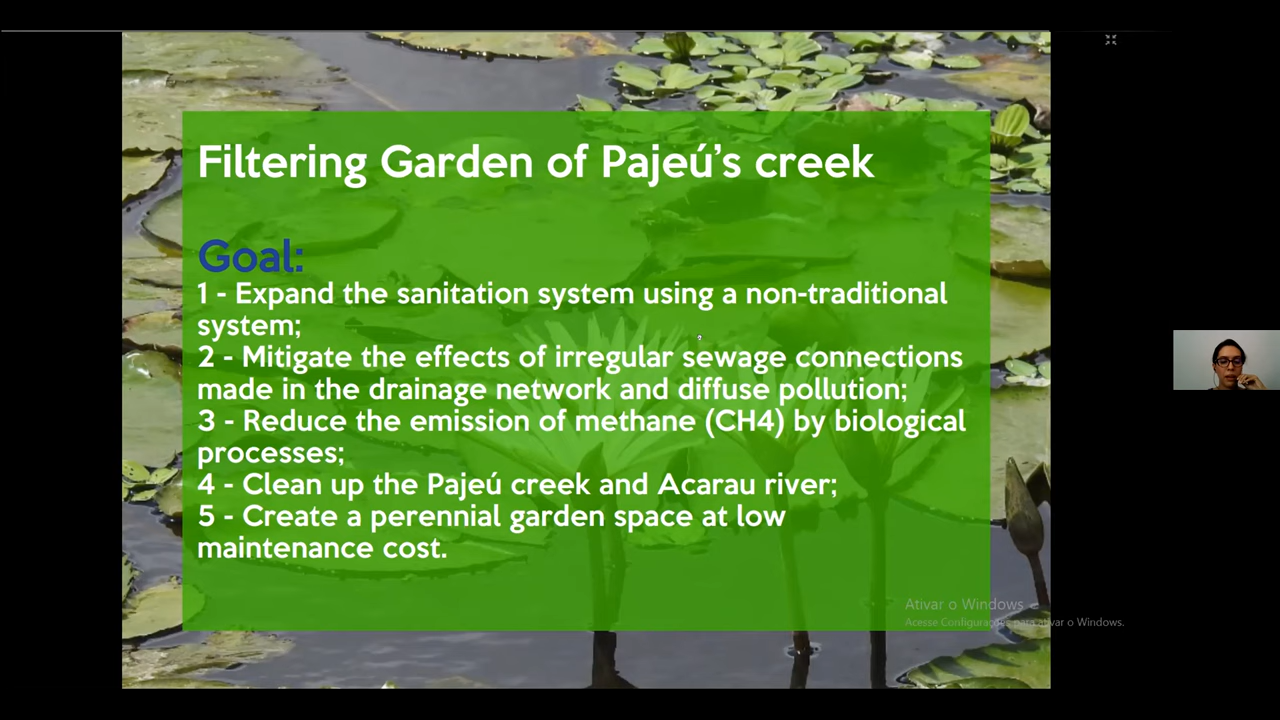 Filtering Garden of Pajeú's creek
Goal:
1 - Expand the sanitation system using a non-traditional
system;
2 - Mitigate the effects of irregular sewage connections
made in the drainage network and diffuse pollution;
3 - Reduce the emission of methane (CH4) by biological
processes;
4 - Clean up the Pajeú creek and Acarau river;
5 - Create a perennial garden space at low
maintenance cost.
Ativar o Windows
Acesse Configurações para ativar o Windows.